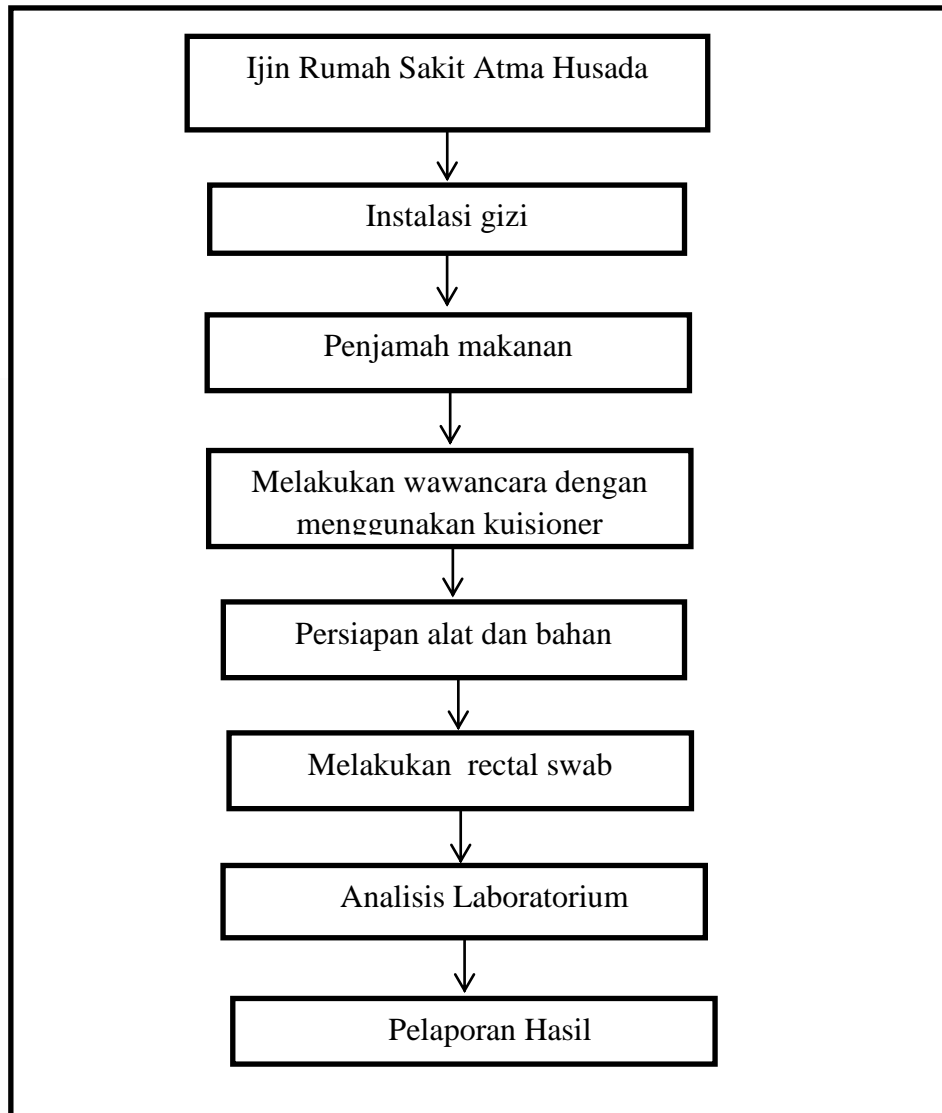 Ijin Rumah Sakit Atma Husada
Instalasi gizi
Penjamah makanan
Melakukan wawancara dengan
menggunakan kuisioner
Persiapan alat dan bahan
Melakukan rectal swab
Analisis Laboratorium
Pelaporan Hasil